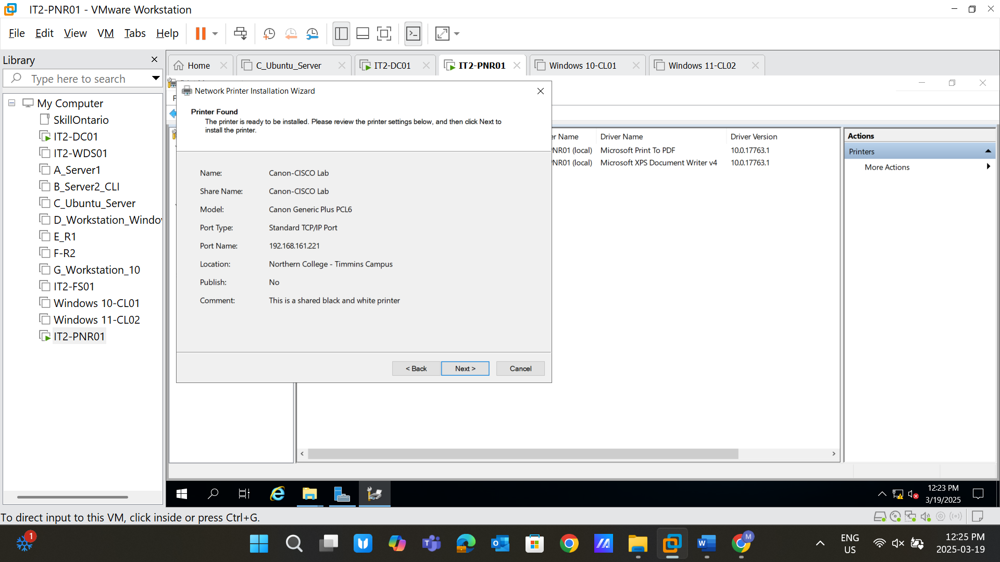 IT2-PNR01 - VMware Workstation
File Edit View VM Tabs Help
Library
Type here to search
My Computer
SkillOntario
IT2-DC01
IT2-WDS01
A_Server1
B_Server2_CLI
C_Ubuntu_Server
D_Workstation_Windo
E_R1
F-R2
G_Workstation_10
IT2-FS01
Windows 10-CL01
Windows 11-CL02
IT2-PNR01
Home
C_Ubuntu_Server
IT2-DC01
IT2-PNR01
Windows 10-CL01
Windows 11-CL02
Network Printer Installation Wizard
Printer Found
The printer is ready to be installed. Please review the printer settings below, and then click Next to
install the printer.
Name: Canon-CISCO Lab
Share Name: Canon-CISCO Lab
Model: Canon Generic Plus PCL6
Port Type: Standard TCP/IP Port
Port Name: 192.168.161.221
Location: Northern College - Timmins Campus
Publish: No
Comment: This is a shared black and white printer
< Back Next > Cancel
er Name Driver Name Driver Version
PNR01 (local) Microsoft Print To PDF 10.0.17763.1
PNR01 (local) Microsoft XPS Document Writer v4 10.0.17763.1
Actions
Printers
More Actions
12:23 PM
3/19/2025
To direct input to this VM, click inside or press Ctrl+G.
1
M
ENG
US
12:25 PM
2025-03-19